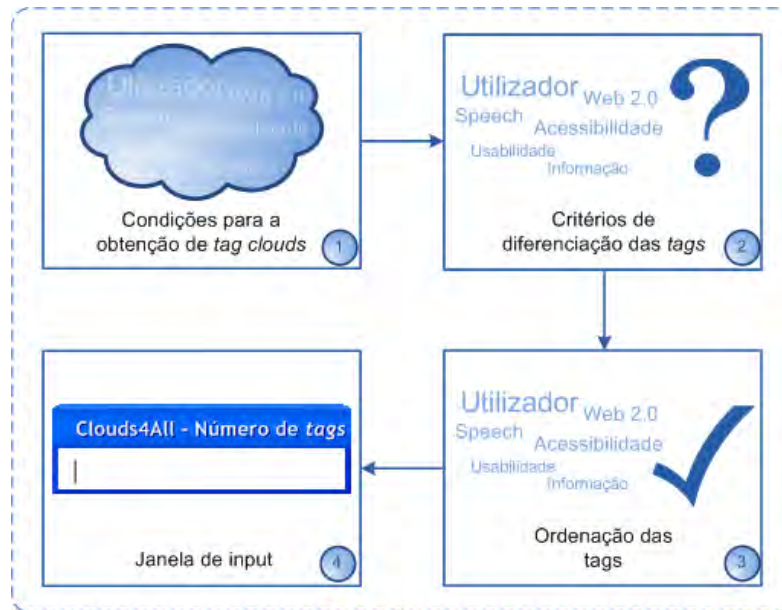 Condições para a
obtenção de tag clouds
1
Utilizador
Web 2.0
Speech
Acessibilidade
Usabilidade
Informação
?
Critérios de
diferenciação das tags
2
Utilizador
Web 2.0
Speech
Acessibilidade
Usabilidade
Informação
Ordenação das
tags
3
Clouds4All - Número de tags
Janela de input
4